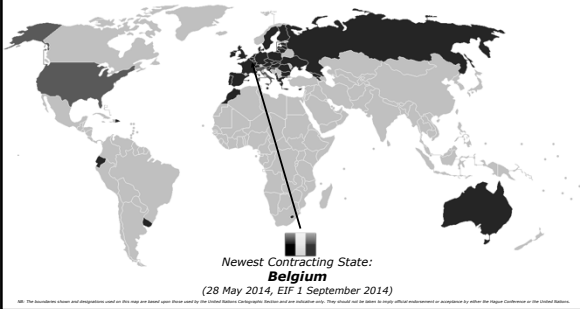 Newest Contracting State:
Belgium
(28 May 2014, EIF 1 September 2014)
NB: The boundaries shown and designations used on this map are based upon those used by the United Nations Cartographic Section and are indicative only. They should not be taken to imply official endorsement or acceptance by either the Hague Conference or the United Nations.